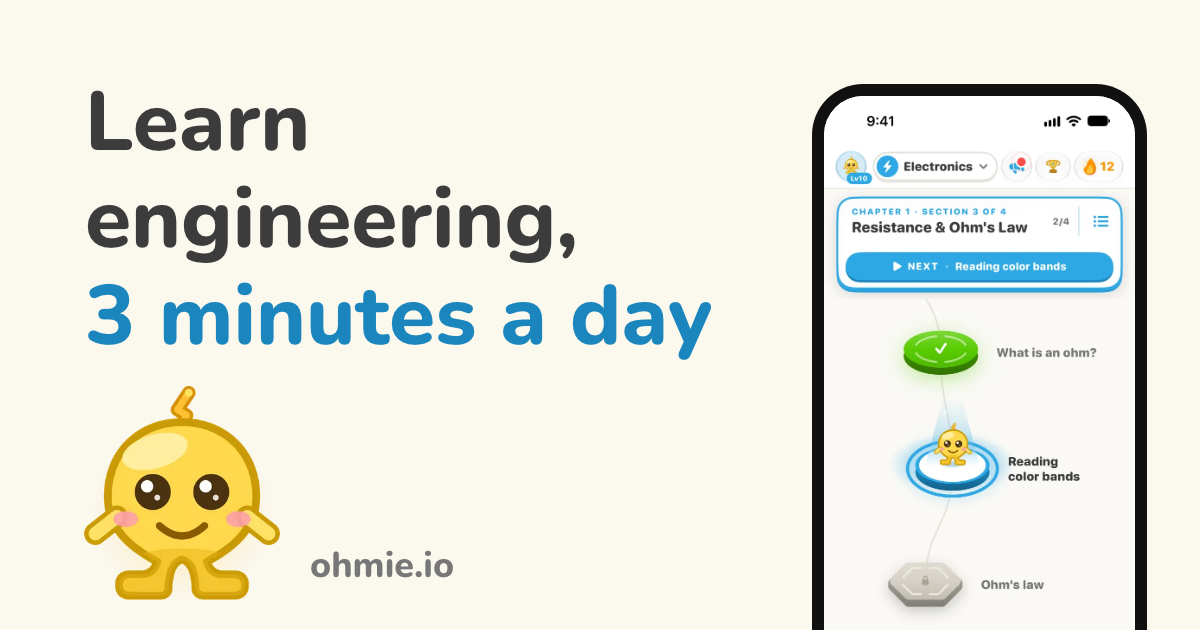 Learn
engineering,
3 minutes a day
ohmie.io
9:41
Lv10
Electronics
12
CHAPTER 1 · SECTION 3 OF 4
Resistance & Ohm's Law
2/4
NEXT · Reading color bands
What is an ohm?
Reading
color bands
Ohm's law